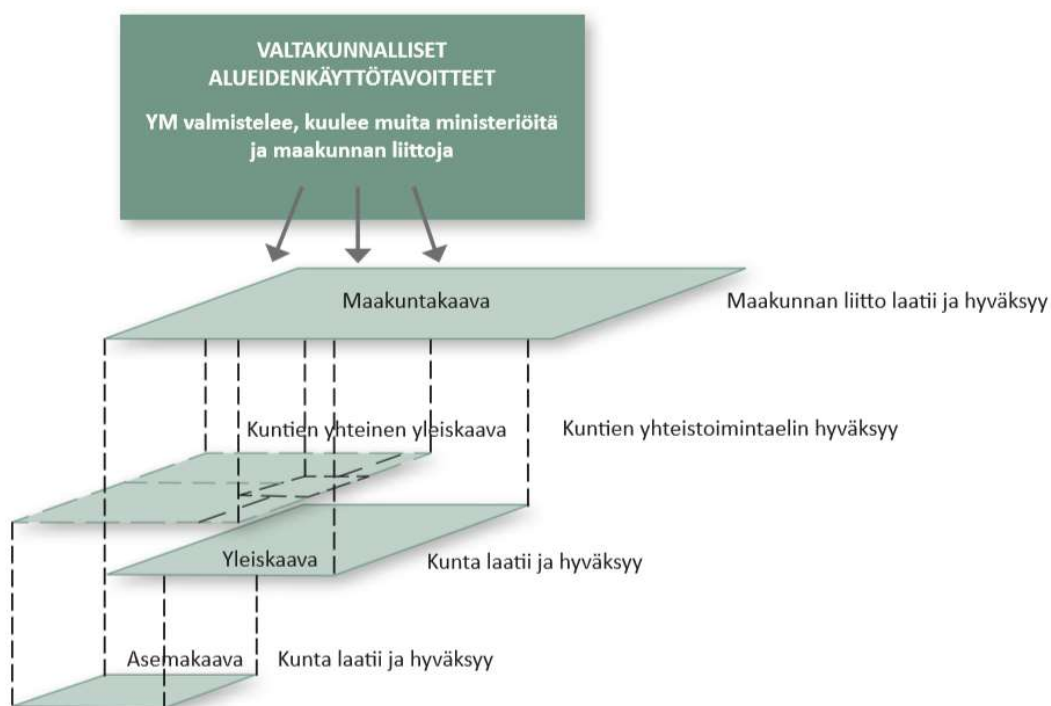 VALTAKUNNALLISET
ALUEIDENKÄYTTÖTAVOITTEET
YM valmistelee, kuulee muita ministeriöitä
ja maakunnan liittoja
Maakuntakaava
Maakunnan liitto laatii ja hyväksyy
Kuntien yhteinen yleiskaava
Kuntien yhteistoimintaelin hyväksyy
Yleiskaava
Kunta laatii ja hyväksyy
Asemakaava
Kunta laatii ja hyväksyy